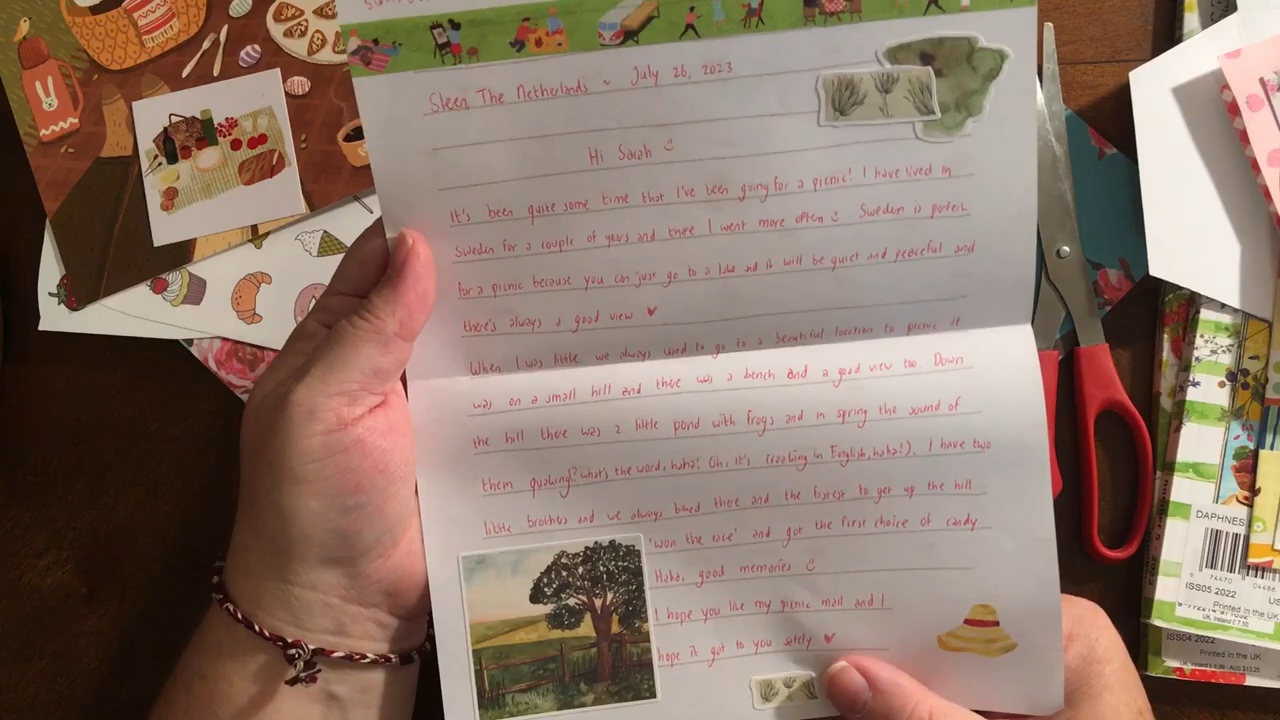 Sleen The Netherlands ~ July 26, 2023
Hi Sarah
It's been quite some time that I've been going for a picnic! I have lived in
Sweden for a couple of years and there I went more often Sweden is perfect
for a picnic because you can just go to a lake and it will be quiet and peaceful and
there's always a good view
When I was little we always used to go to a beautiful location to picnic it
was on a small hill and there was a bench and a good view too. Down
the hill there was a little pond with frogs and in spring the sound of
them quaking? what's the word, haha! Oh, it's croaking in English, haha!). I have two
little brothers and we always biked there and the fastest to get up the hill
'won the race' and got the first choice of candy
Haha, good memories
I hope you like my picnic mail and I
hope it got to you safely
DAPHNE'S
ISS05 2022
Printed in the UK
UK, Ireland £7.50
ISS04 2022
Printed in the UK